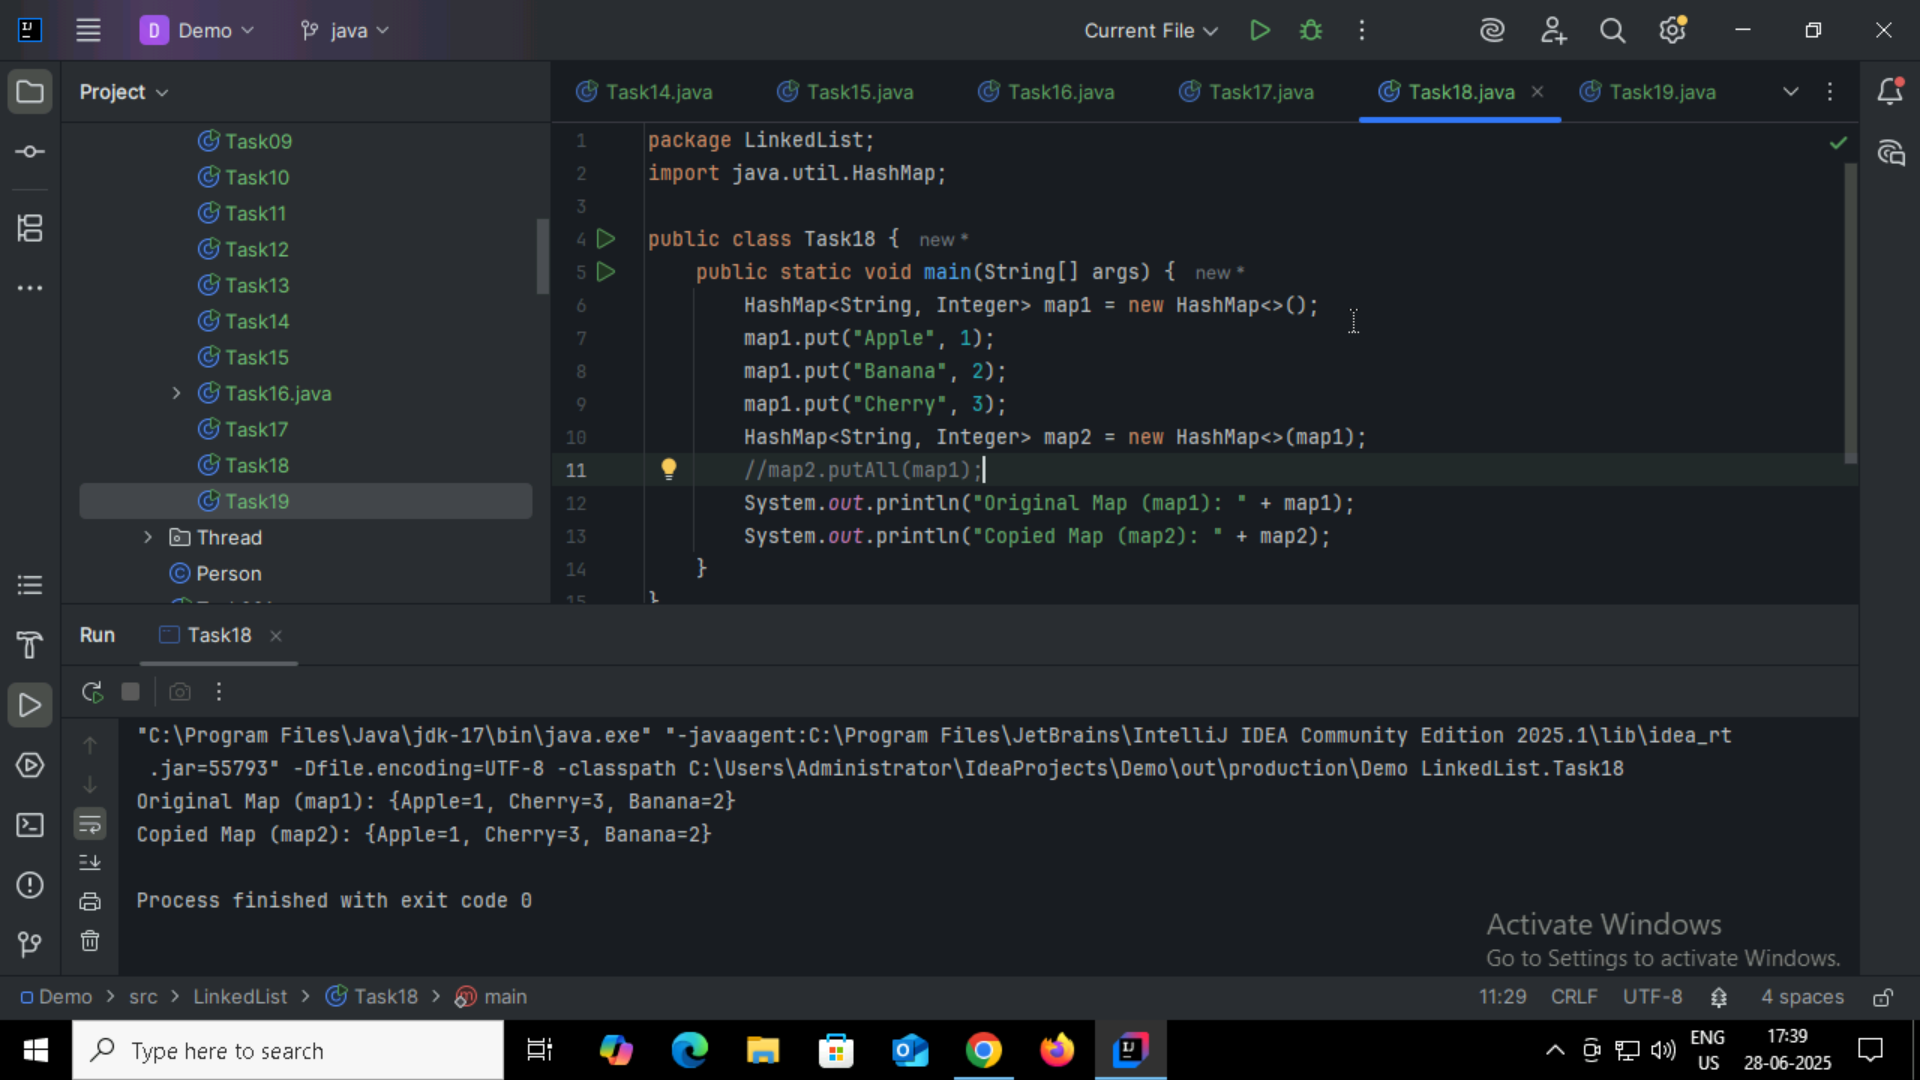 IJ
D Demo
java
Current File
Project
Task14.java
Task15.java
Task16.java
Task17.java
Task18.java
Task19.java
Task09
Task10
Task11
Task12
Task13
Task14
Task15
Task16.java
Task17
Task18
Task19
Thread
Person
1 package LinkedList;
2 import java.util.HashMap;
3
4 public class Task18 { new *
5 public static void main(String[] args) { new *
6 HashMap<String, Integer> map1 = new HashMap<>();
7 map1.put("Apple", 1);
8 map1.put("Banana", 2);
9 map1.put("Cherry", 3);
10 HashMap<String, Integer> map2 = new HashMap<>(map1);
11 //map2.putAll(map1);
12 System.out.println("Original Map (map1): " + map1);
13 System.out.println("Copied Map (map2): " + map2);
14 }
15 }
Run
Task18
"C:\Program Files\Java\jdk-17\bin\java.exe" "-javaagent:C:\Program Files\JetBrains\IntelliJ IDEA Community Edition 2025.1\lib\idea_rt
.jar=55793" -Dfile.encoding=UTF-8 -classpath C:\Users\Administrator\IdeaProjects\Demo\out\production\Demo LinkedList.Task18
Original Map (map1): {Apple=1, Cherry=3, Banana=2}
Copied Map (map2): {Apple=1, Cherry=3, Banana=2}
Process finished with exit code 0
Activate Windows
Go to Settings to activate Windows.
Demo > src > LinkedList > Task18 > main
11:29 CRLF UTF-8 4 spaces
Type here to search
ENG
US
17:39
28-06-2025